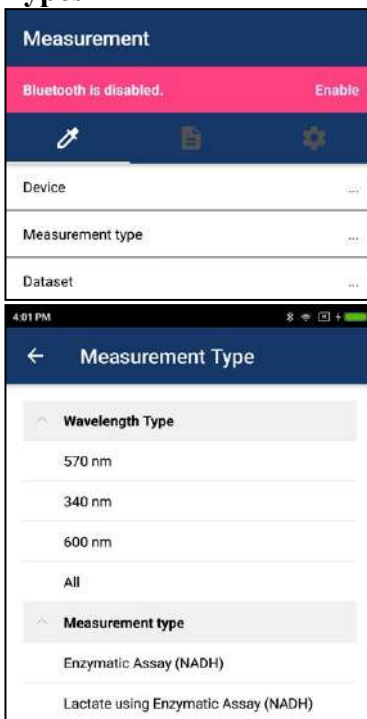 Measurement
Bluetooth is disabled. Enable
Device ...
Measurement type ...
Dataset ...
4:01 PM
Measurement Type
Wavelength Type
570 nm
340 nm
600 nm
All
Measurement type
Enzymatic Assay (NADH)
Lactate using Enzymatic Assay (NADH)